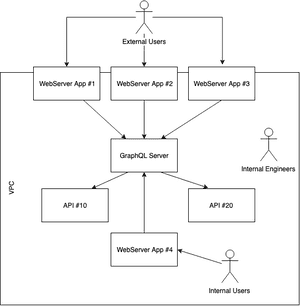 External Users
WebServer App #1
WebServer App #2
WebServer App #3
GraphQL Server
Internal Engineers
VPC
API #10
API #20
WebServer App #4
Internal Users